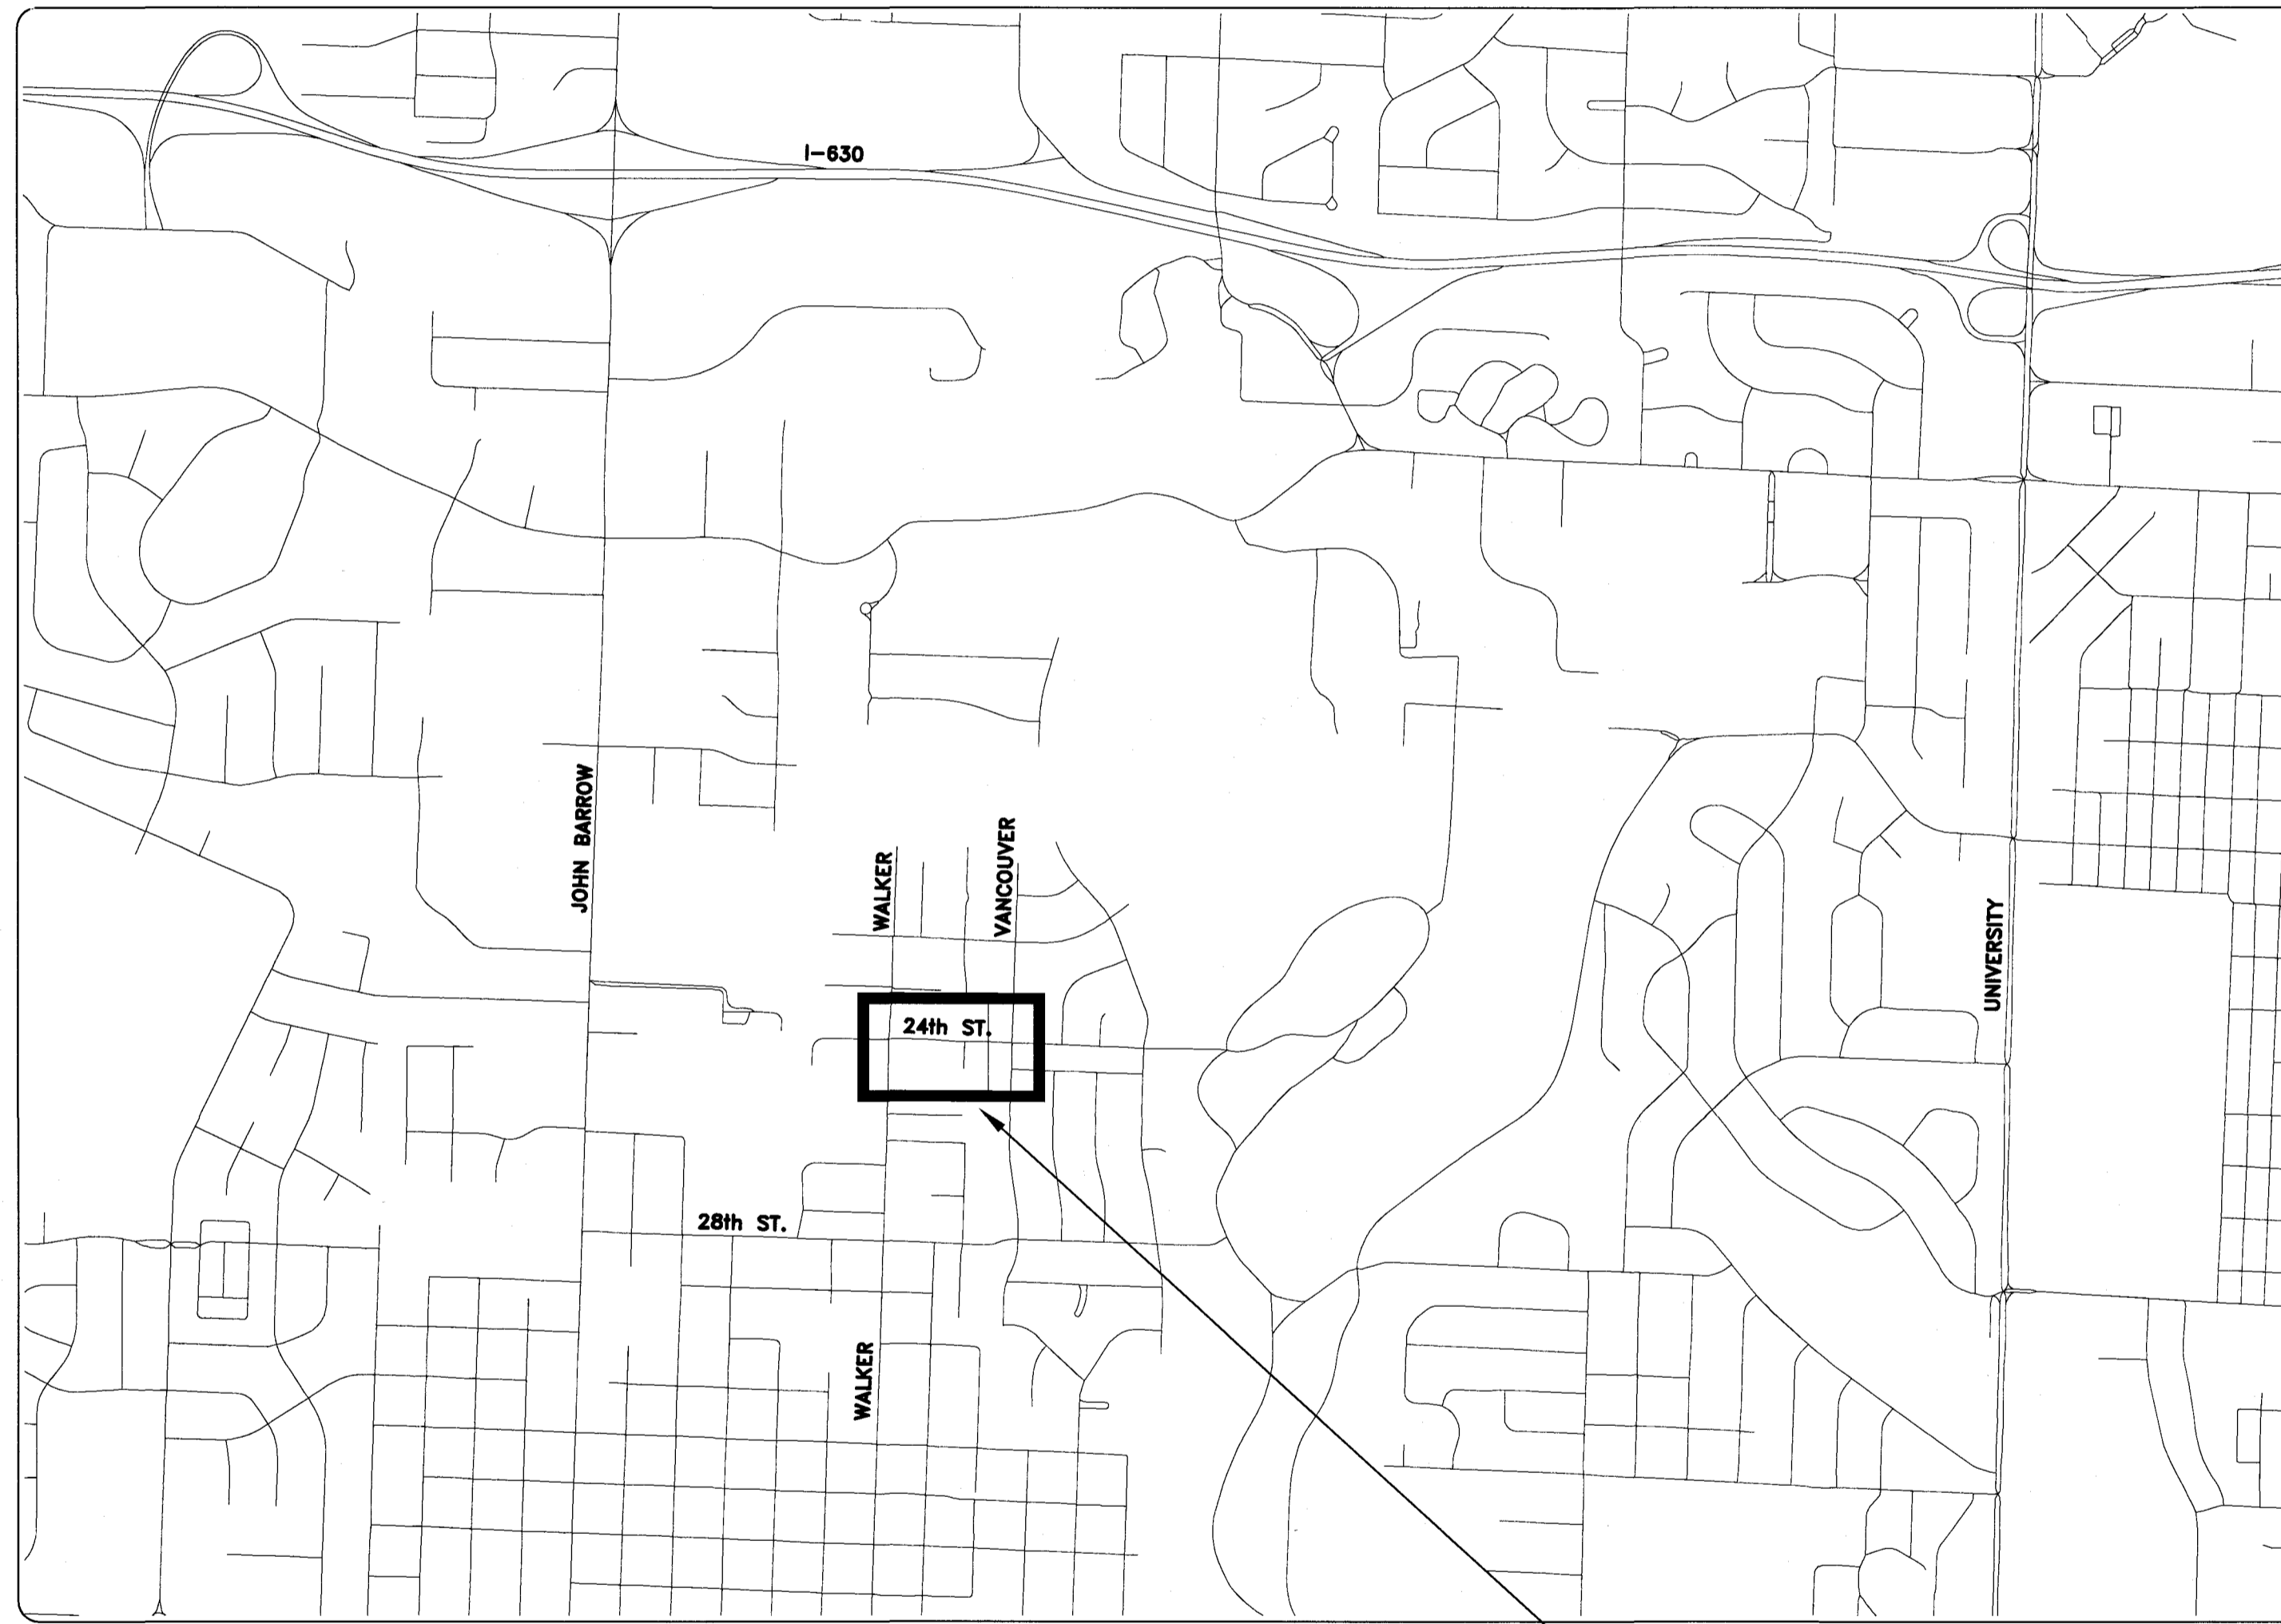 I-630
JOHN BARROW
WALKER
VANCOUVER
UNIVERSITY
24th ST.
28th ST.
WALKER